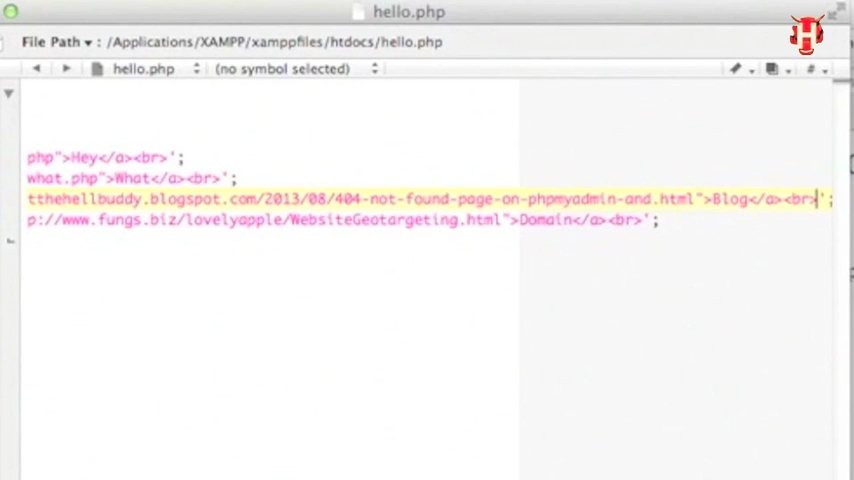 hello.php
File Path ▾ : /Applications/XAMPP/xamppfiles/htdocs/hello.php
H
hello.php (no symbol selected) #
php">Hey</a><br>';
what.php">What</a><br>';
tthehellbuddy.blogspot.com/2013/08/404-not-found-page-on-phpmyadmin-and.html">Blog</a><br>';
p://www.fungs.biz/lovelyapple/WebsiteGeotargeting.html">Domain</a><br>';